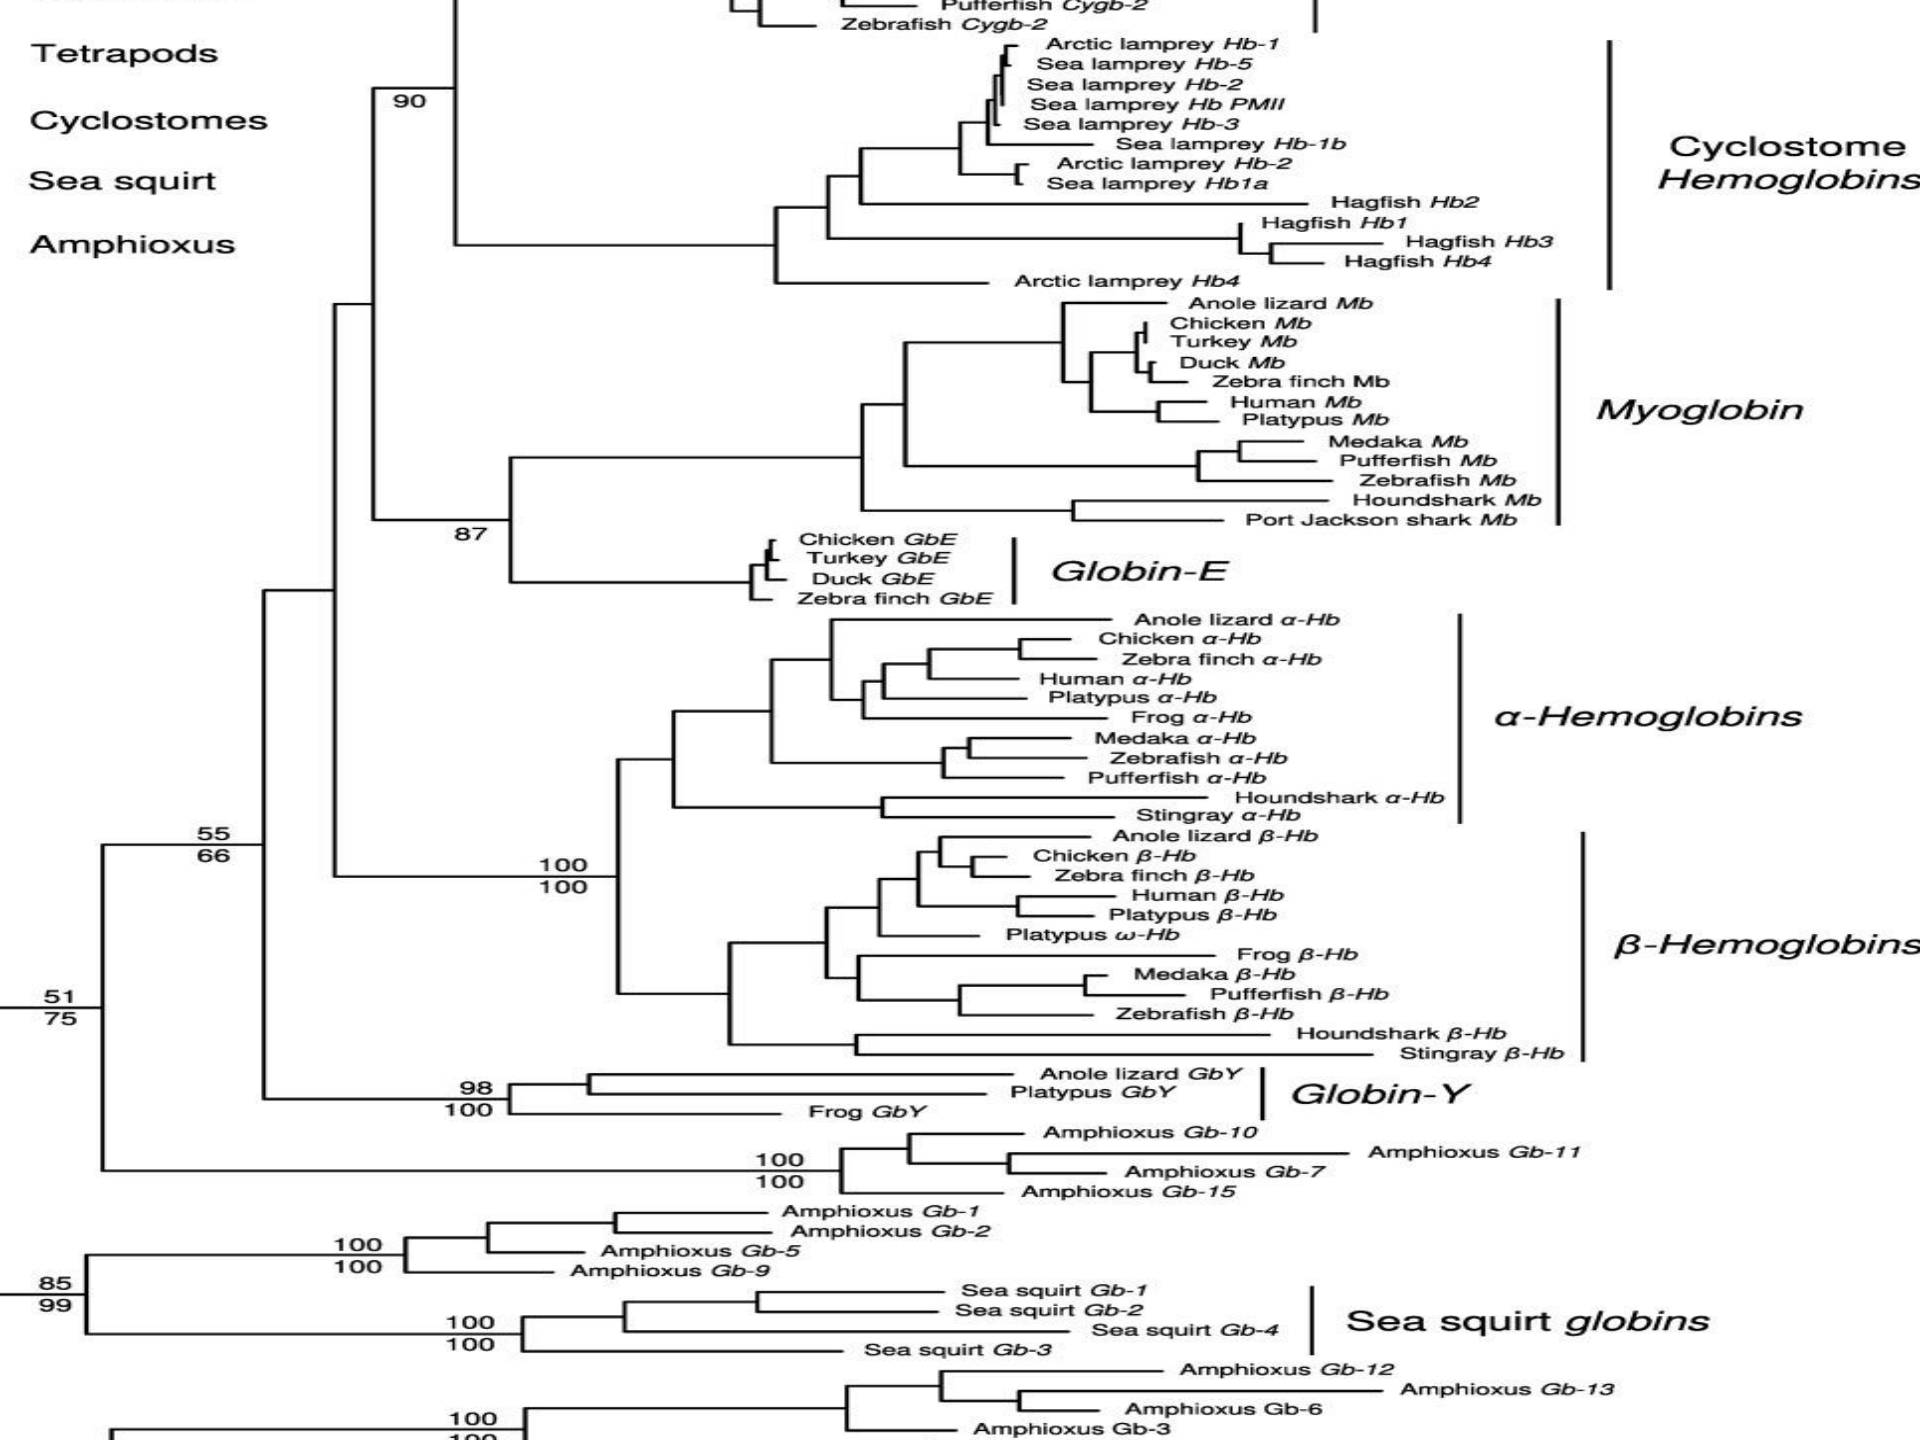 Pufferfish Cygb-2
Zebrafish Cygb-2
Tetrapods
Cyclostomes
Sea squirt
Amphioxus
90
Arctic lamprey Hb-1
Sea lamprey Hb-5
Sea lamprey Hb-2
Sea lamprey Hb PMII
Sea lamprey Hb-3
Sea lamprey Hb-1b
Arctic lamprey Hb-2
Sea lamprey Hb1a
Hagfish Hb2
Hagfish Hb1
Hagfish Hb3
Hagfish Hb4
Arctic lamprey Hb4
Cyclostome
Hemoglobins
Anole lizard Mb
Chicken Mb
Turkey Mb
Duck Mb
Zebra finch Mb
Human Mb
Platypus Mb
Medaka Mb
Pufferfish Mb
Zebrafish Mb
Houndshark Mb
Port Jackson shark Mb
Myoglobin
87
Chicken GbE
Turkey GbE
Duck GbE
Zebra finch GbE
Globin-E
Anole lizard α-Hb
Chicken α-Hb
Zebra finch α-Hb
Human α-Hb
Platypus α-Hb
Frog α-Hb
Medaka α-Hb
Zebrafish α-Hb
Pufferfish α-Hb
Houndshark α-Hb
Stingray α-Hb
α-Hemoglobins
55
66
100
100
Anole lizard β-Hb
Chicken β-Hb
Zebra finch β-Hb
Human β-Hb
Platypus β-Hb
Platypus ω-Hb
Frog β-Hb
Medaka β-Hb
Pufferfish β-Hb
Zebrafish β-Hb
Houndshark β-Hb
Stingray β-Hb
β-Hemoglobins
51
75
98
100
Anole lizard GbY
Platypus GbY
Frog GbY
Globin-Y
100
100
Amphioxus Gb-10
Amphioxus Gb-11
Amphioxus Gb-7
Amphioxus Gb-15
100
100
Amphioxus Gb-1
Amphioxus Gb-2
Amphioxus Gb-5
Amphioxus Gb-9
85
99
100
100
Sea squirt Gb-1
Sea squirt Gb-2
Sea squirt Gb-4
Sea squirt Gb-3
Sea squirt globins
100
100
Amphioxus Gb-12
Amphioxus Gb-13
Amphioxus Gb-6
Amphioxus Gb-3